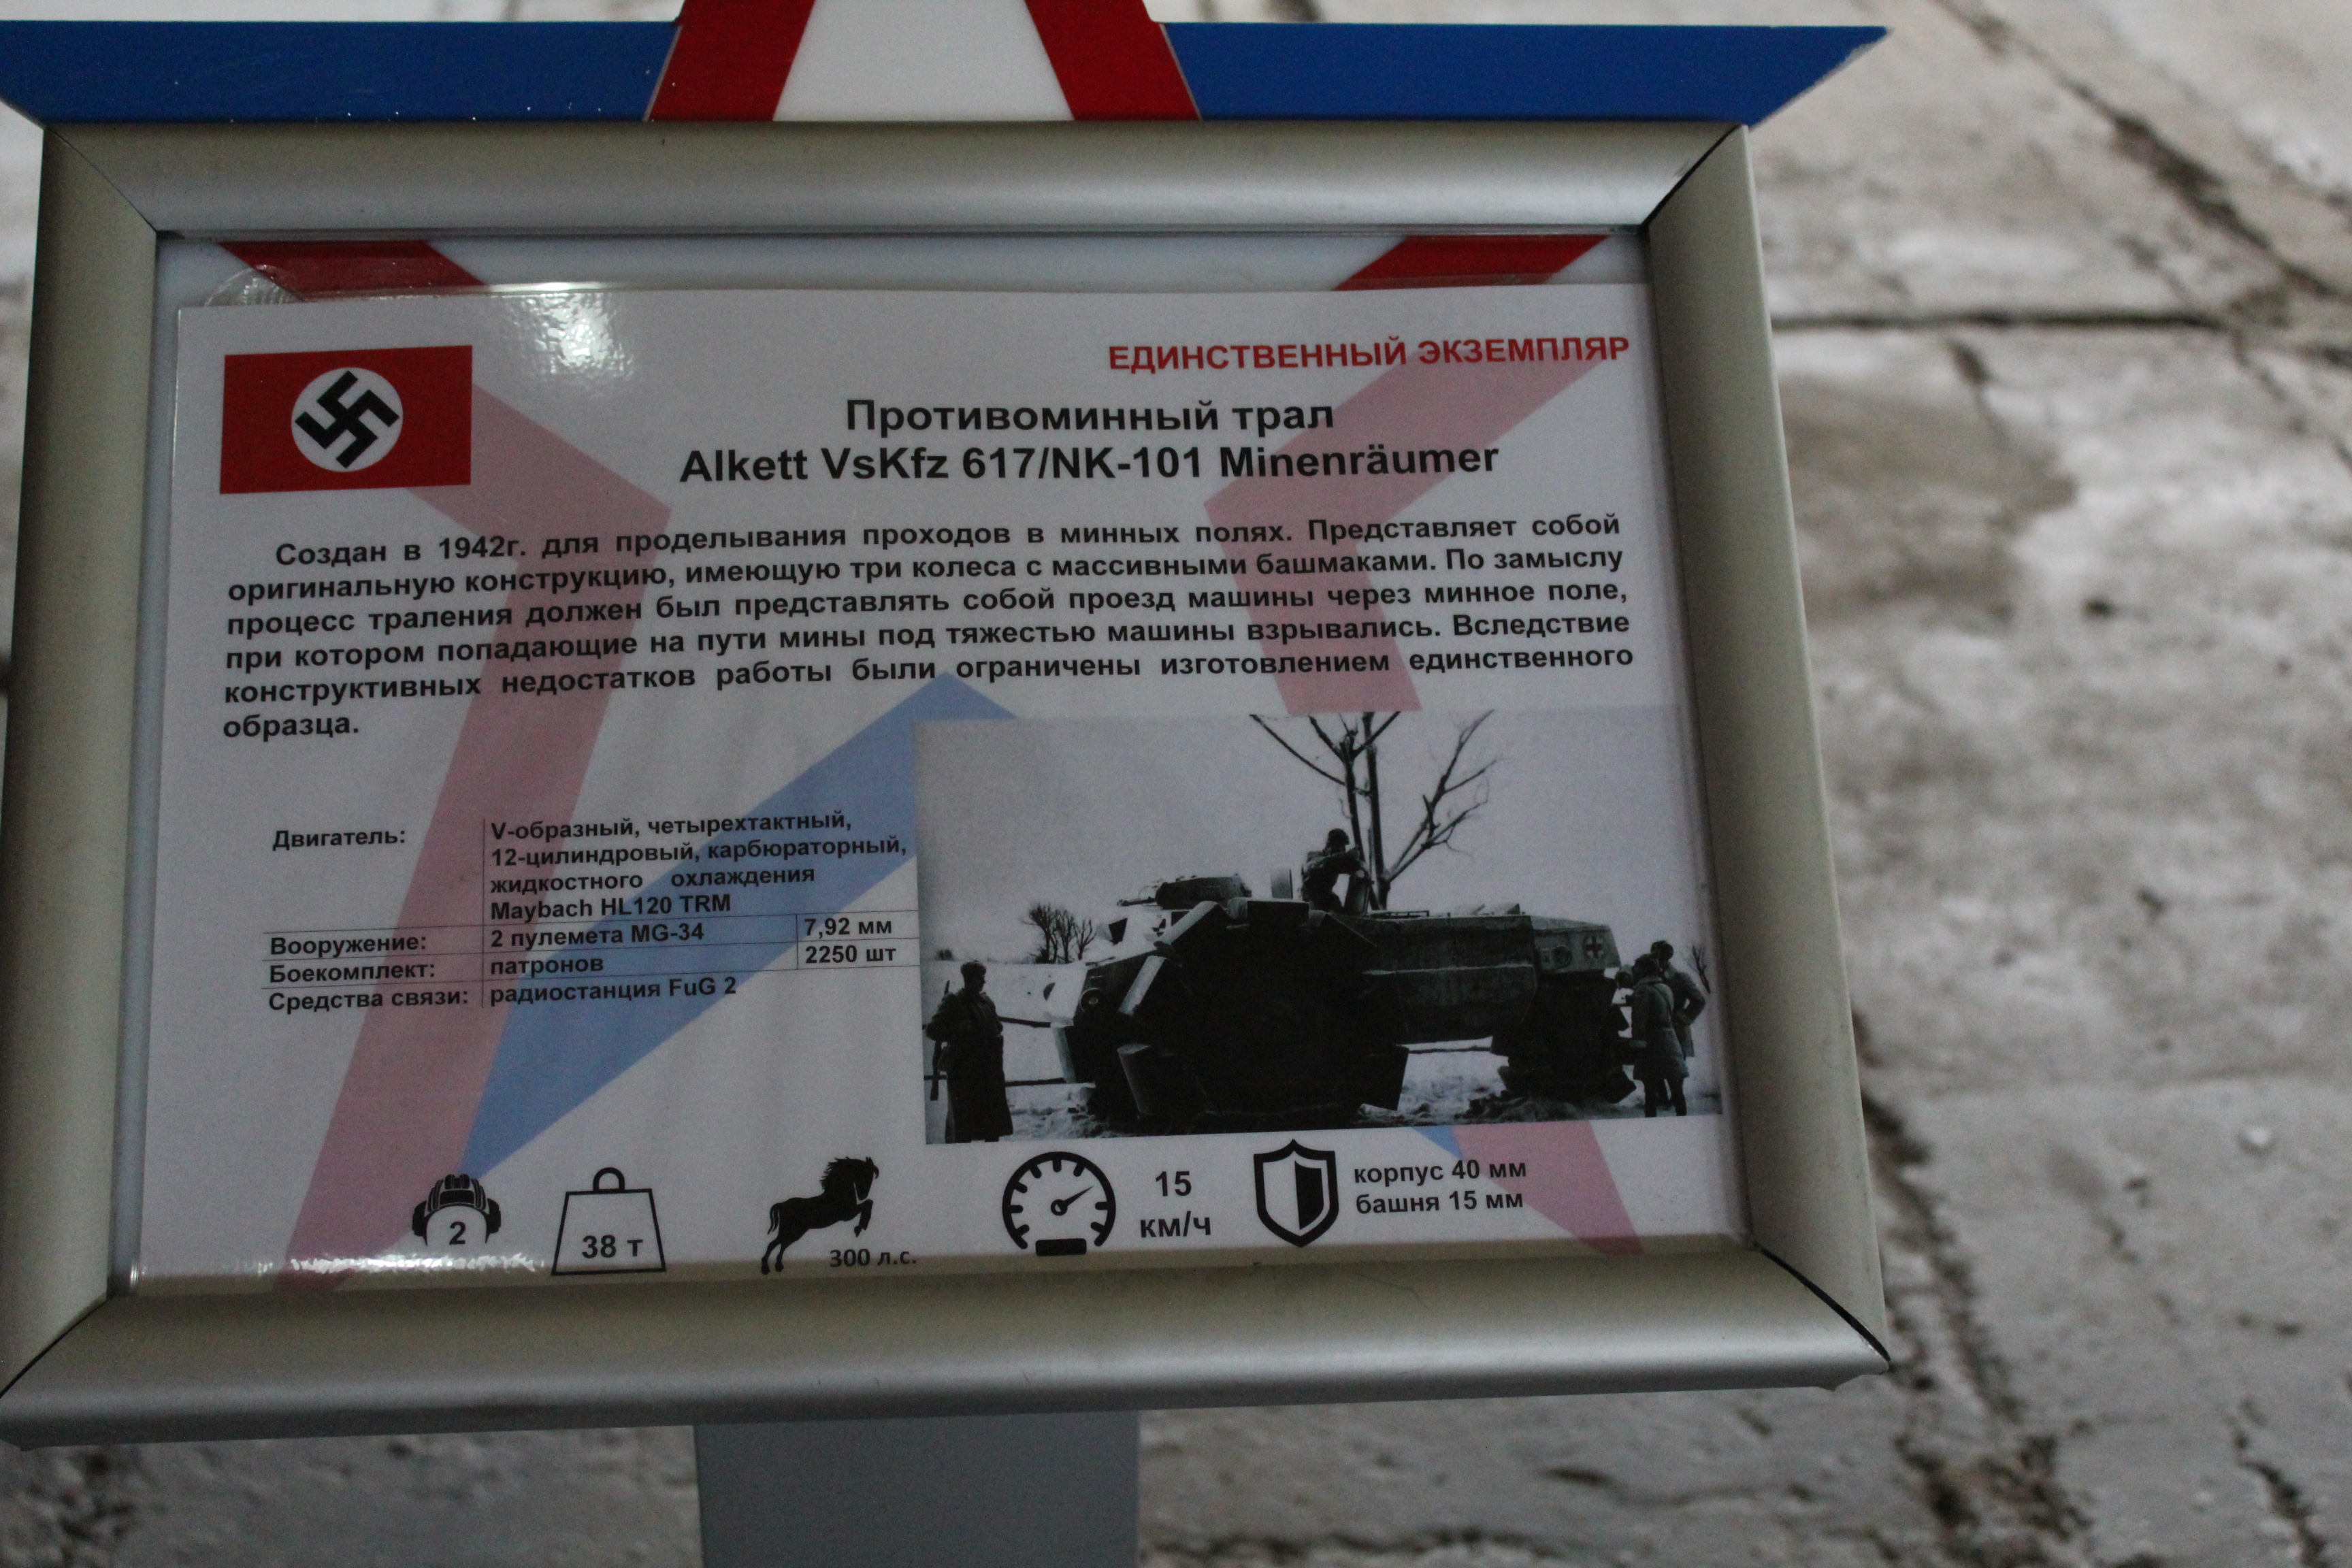 ЕДИНСТВЕННЫЙ ЭКЗЕМПЛЯР
Противоминный трал
Alkett VsKfz 617/NK-101 Minenräumer
Создан в 1942г. для проделывания проходов в минных полях. Представляет собой
оригинальную конструкцию, имеющую три колеса с массивными башмаками. По замыслу
процесс траления должен был представлять собой проезд машины через минное поле,
при котором попадающие на пути мины под тяжестью машины взрывались. Вследствие
конструктивных недостатков работы были ограничены изготовлением единственного
образца.
Двигатель: V-образный, четырехтактный,
12-цилиндровый, карбюраторный,
жидкостного охлаждения
Maybach HL120 TRM
Вооружение: 2 пулемета MG-34 7,92 мм
Боекомплект: патронов 2250 шт
Средства связи: радиостанция FuG 2
2
38 т
300 л.с.
15
км/ч
корпус 40 мм
башня 15 мм